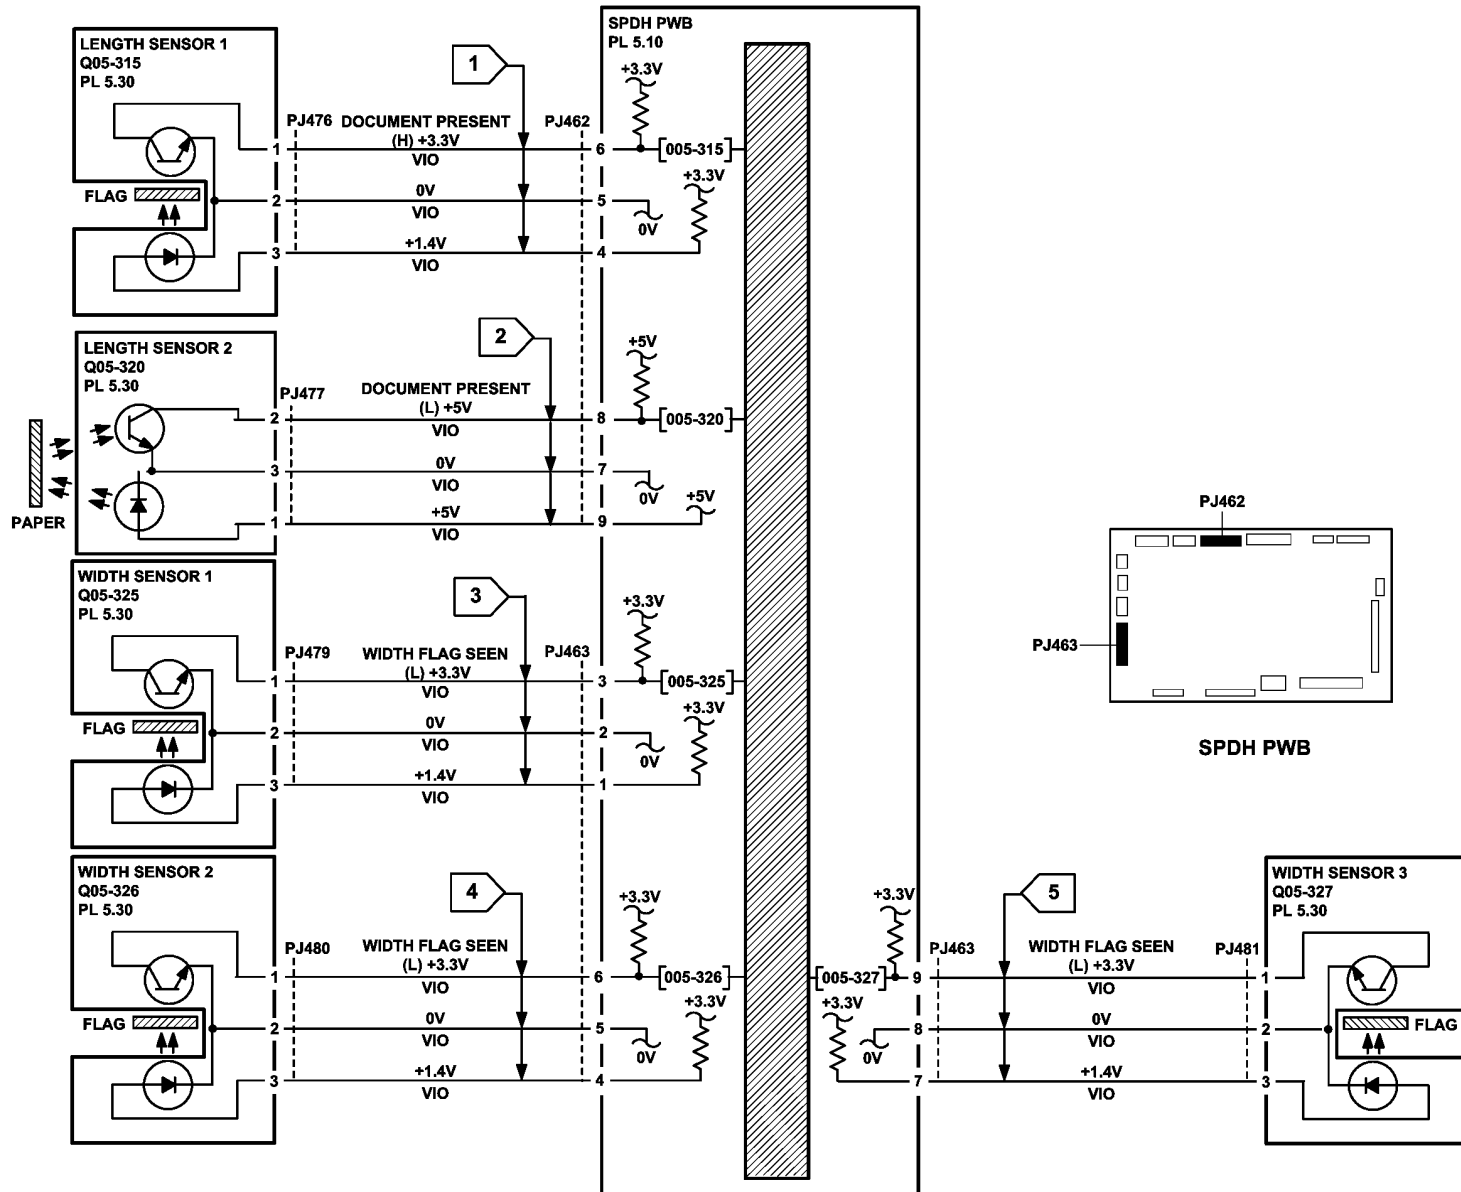 LENGTH SENSOR 1
Q05-315
PL 5.30
FLAG
1
2
3
PJ476
DOCUMENT PRESENT
(H) +3.3V
VIO
0V
VIO
+1.4V
VIO
1
PJ462
6
5
4
SPDH PWB
PL 5.10
+3.3V
[005-315]
+3.3V
0V
LENGTH SENSOR 2
Q05-320
PL 5.30
PAPER
2
3
1
PJ477
DOCUMENT PRESENT
(L) +5V
VIO
0V
VIO
+5V
VIO
2
8
7
9
+5V
[005-320]
0V
+5V
WIDTH SENSOR 1
Q05-325
PL 5.30
FLAG
1
2
3
PJ479
WIDTH FLAG SEEN
(L) +3.3V
VIO
0V
VIO
+1.4V
VIO
3
PJ463
3
2
1
+3.3V
[005-325]
+3.3V
0V
PJ462
PJ463
SPDH PWB
WIDTH SENSOR 2
Q05-326
PL 5.30
FLAG
1
2
3
PJ480
WIDTH FLAG SEEN
(L) +3.3V
VIO
0V
VIO
+1.4V
VIO
4
6
5
4
+3.3V
[005-326]
+3.3V
0V
+3.3V
[005-327]
+3.3V
0V
9
8
7
PJ463
5
WIDTH FLAG SEEN
(L) +3.3V
VIO
0V
VIO
+1.4V
VIO
PJ481
1
2
3
WIDTH SENSOR 3
Q05-327
PL 5.30
FLAG